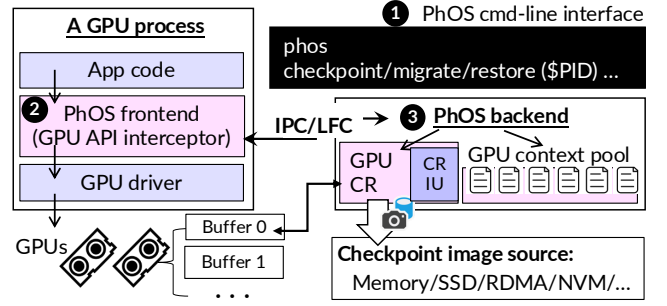 A GPU process
App code
2 PhOS frontend
(GPU API interceptor)
GPU driver
GPUs
Buffer 0
Buffer 1
. . .
1 PhOS cmd-line interface
phos
checkpoint/migrate/restore ($PID) ...
IPC/LFC
3 PhOS backend
GPU
CR
CR
IU
GPU context pool
Checkpoint image source:
Memory/SSD/RDMA/NVM/...